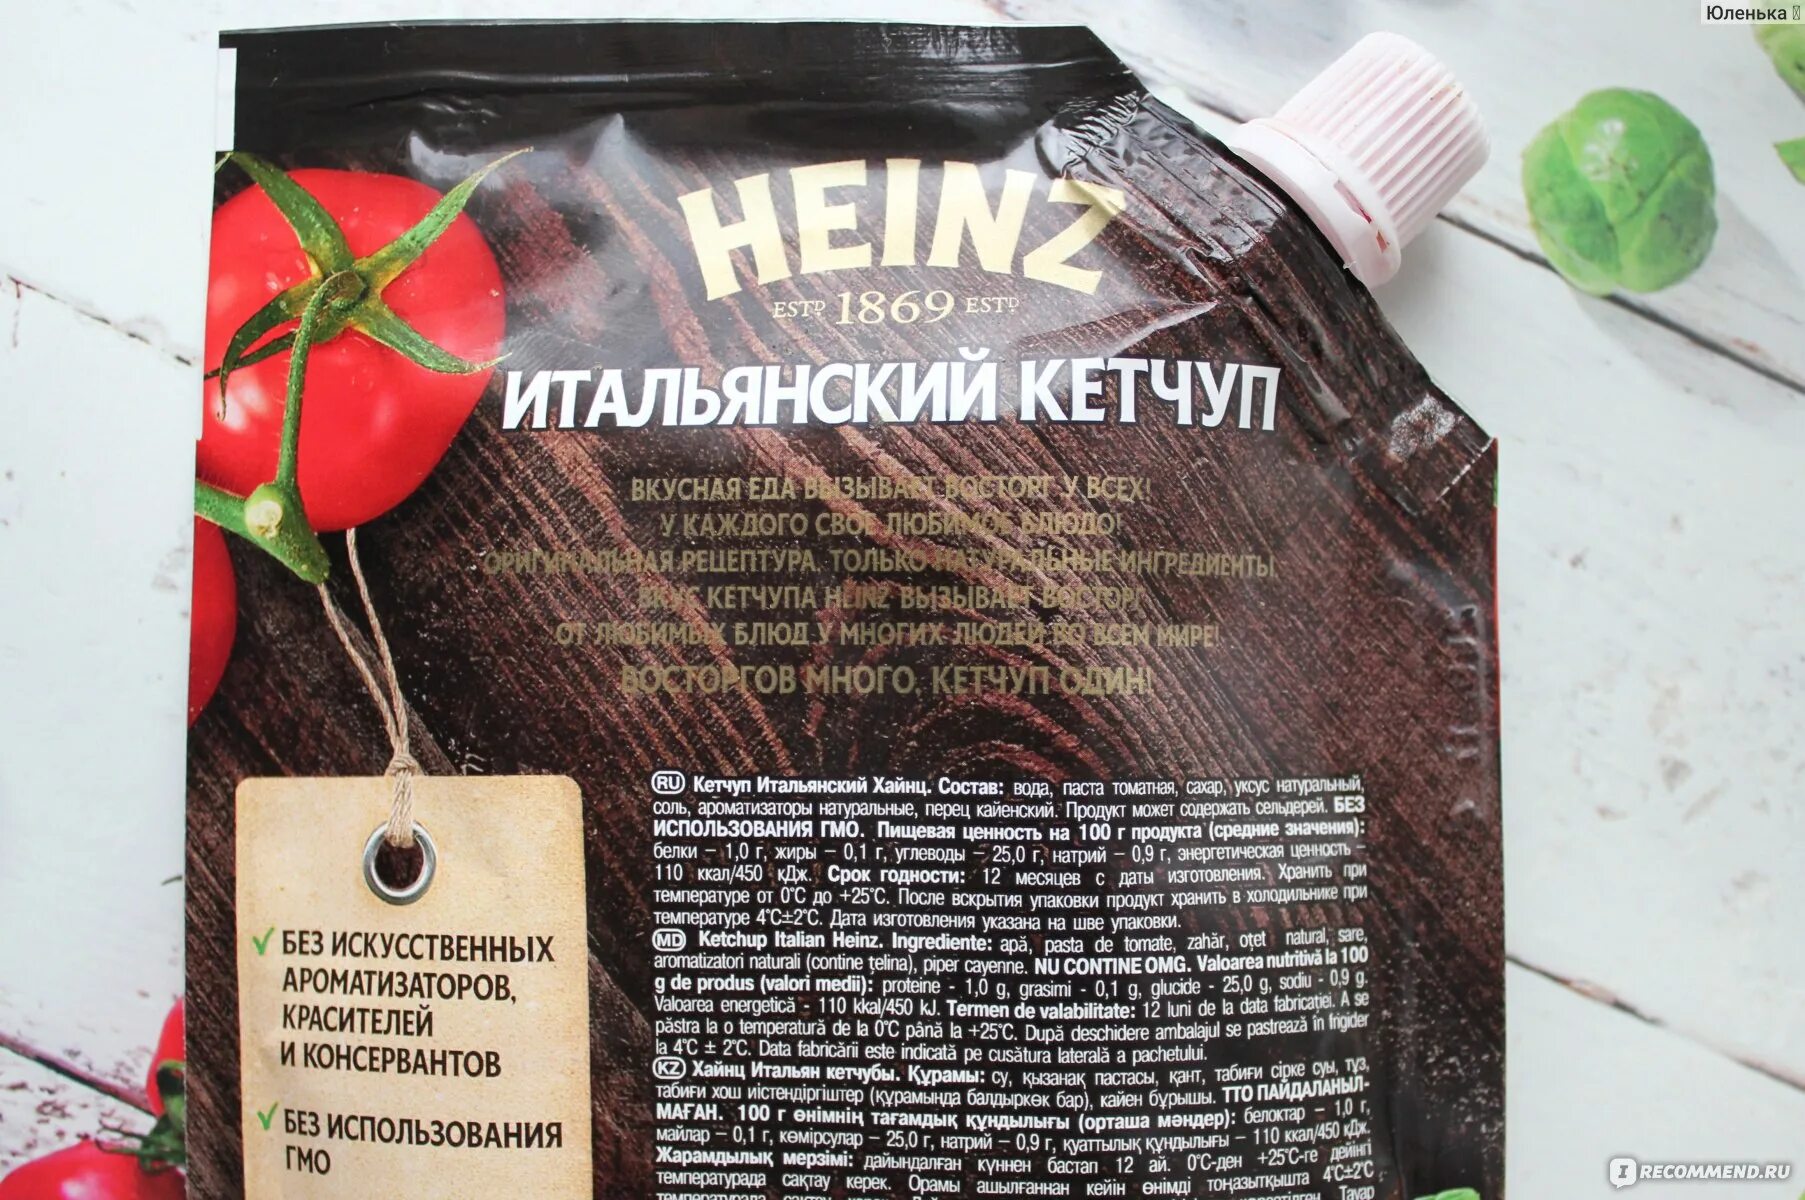 Юленька
HEINZ
ESTD 1869 ESTD
ИТАЛЬЯНСКИЙ КЕТЧУП
ВКУСНАЯ ЕДА ВЫЗЫВАЕТ ВОСТОРГ У ВСЕХ!
У КАЖДОГО СВОЕ ЛЮБИМОЕ БЛЮДО!
ОРИГИНАЛЬНАЯ РЕЦЕПТУРА, ТОЛЬКО НАТУРАЛЬНЫЕ ИНГРЕДИЕНТЫ.
ВКУС КЕТЧУПА HEINZ ВЫЗЫВАЕТ ВОСТОРГ
ОТ ЛЮБИМЫХ БЛЮД У МНОГИХ ЛЮДЕЙ ВО ВСЕМ МИРЕ!
ВОСТОРГОВ МНОГО, КЕТЧУП ОДИН!
БЕЗ ИСКУССТВЕННЫХ
АРОМАТИЗАТОРОВ,
КРАСИТЕЛЕЙ
И КОНСЕРВАНТОВ
БЕЗ ИСПОЛЬЗОВАНИЯ
ГМО
RU Кетчуп Итальянский Хайнц. Состав: вода, паста томатная, сахар, уксус натуральный,
соль, ароматизаторы натуральные, перец кайенский. Продукт может содержать сельдерей. БЕЗ
ИСПОЛЬЗОВАНИЯ ГМО. Пищевая ценность на 100 г продукта (средние значения):
белки – 1,0 г, жиры – 0,1 г, углеводы – 25,0 г, натрий – 0,9 г, энергетическая ценность –
110 ккал/450 кДж. Срок годности: 12 месяцев с даты изготовления. Хранить при
температуре от 0°С до +25°С. После вскрытия упаковки продукт хранить в холодильнике при
температуре 4°С±2°С. Дата изготовления указана на шве упаковки.
MD Ketchup Italian Heinz. Ingrediente: apă, pasta de tomate, zahăr, oțet natural, sare,
aromatizatori naturali (contine țelina), piper cayenne. NU CONTINE OMG. Valoarea nutritivă la 100
g de produs (valori medii): proteine - 1,0 g, grasimi - 0,1 g, glucide - 25,0 g, sodiu - 0,9 g.
Valoarea energetică - 110 kkal/450 kJ. Termen de valabilitate: 12 luni de la data fabricației. A se
păstra la o temperatură de la 0°C până la +25°C. După deschidere ambalajul se pastrează în frigider
la 4°C ± 2°C. Data fabricării este indicată pe cusătura laterală a pachetului.
KZ Хайнц Итальян кетчубы. Құрамы: су, қызанақ пастасы, қант, табиғи сірке суы, тұз,
табиғи хош иістендіргіштер (құрамында балдыркөк бар), кайен бұрышы. ТТО ПАЙДАЛАНЫЛ-
МАҒАН. 100 г өнімнің тағамдық құндылығы (орташа мәндер): белоктар – 1,0 г,
майлар – 0,1 г, көмірсулар – 25,0 г, натрий – 0,9 г, қуаттылық құндылығы – 110 ккал/450 кДж.
Жарамдылық мерзімі: дайындалған күннен бастап 12 ай. 0°С-ден +25°С-ге дейінгі
температурада сақтау керек. Орамы ашылғаннан кейін өнімді тоңазытқышта 4°С±2°С
температурада сақтау керек.
Тауар
IRECOMMEND.RU